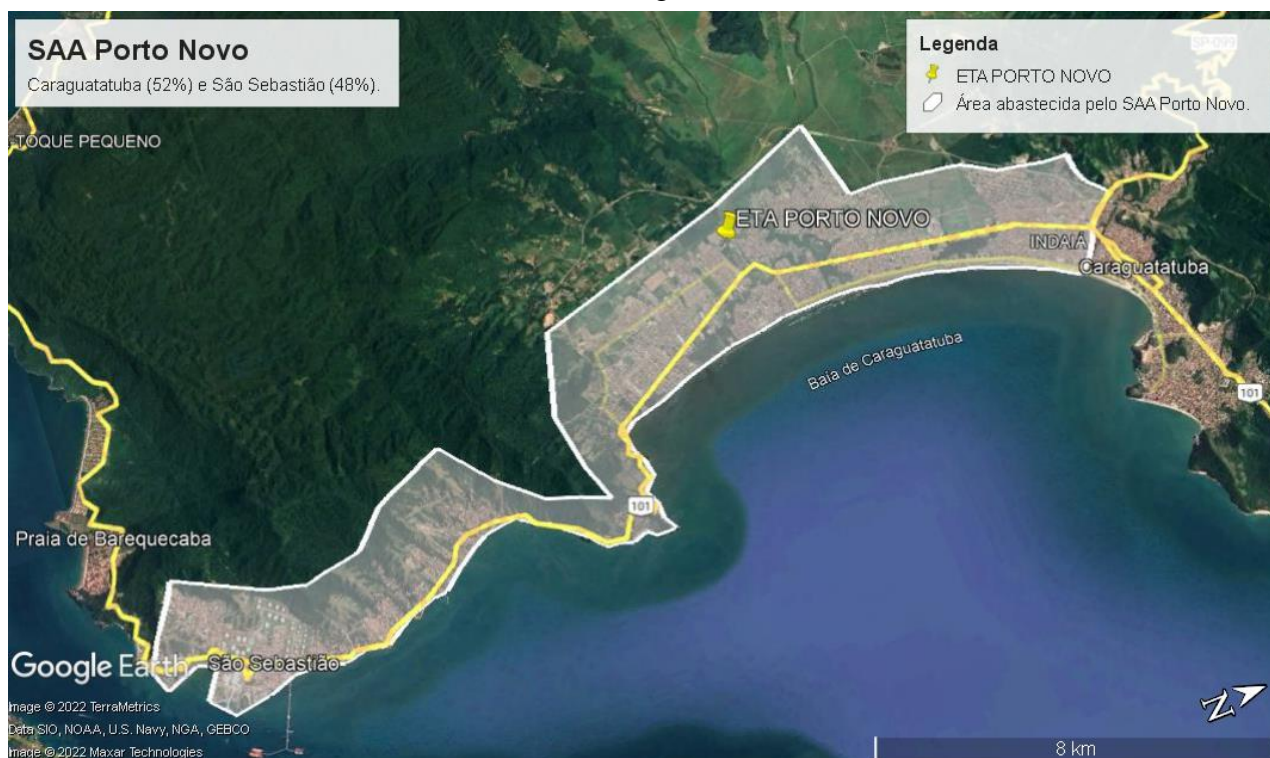 SAA Porto Novo
Caraguatatuba (52%) e São Sebastião (48%).
Legenda
ETA PORTO NOVO
Área abastecida pelo SAA Porto Novo.
SP-099
TOQUE PEQUENO
ETA PORTO NOVO
INDAIÁ
Caraguatatuba
Baía de Caraguatatuba
101
101
Praia de Barequecaba
São Sebastião
Google Earth
Image © 2022 TerraMetrics
Data SIO, NOAA, U.S. Navy, NGA, GEBCO
Image © 2022 Maxar Technologies
N
8 km